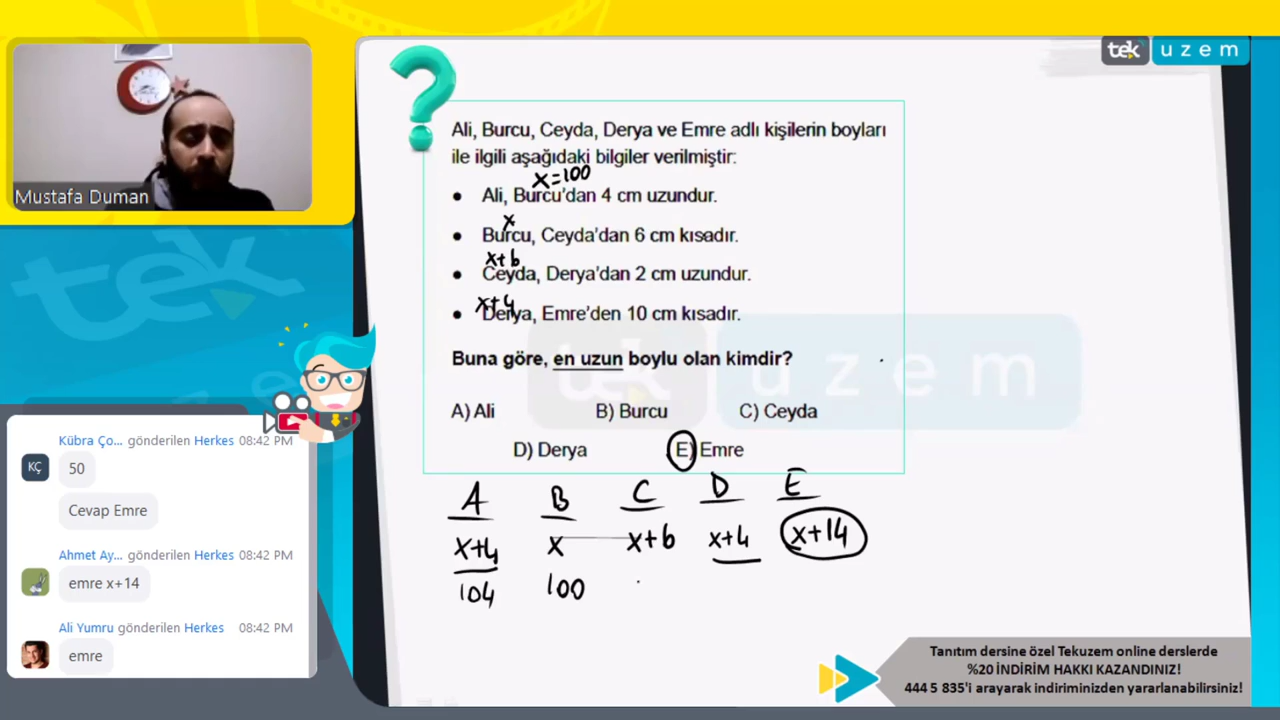 tek uzem
Mustafa Duman
Ali, Burcu, Ceyda, Derya ve Emre adlı kişilerin boyları
ile ilgili aşağıdaki bilgiler verilmiştir:
x=100
• Ali, Burcu'dan 4 cm uzundur.
x
• Burcu, Ceyda'dan 6 cm kısadır.
x+6
• Ceyda, Derya'dan 2 cm uzundur.
x+4
• Derya, Emre'den 10 cm kısadır.
Buna göre, en uzun boylu olan kimdir?
A) Ali B) Burcu C) Ceyda
D) Derya E) Emre
A B C D E
x+4 x x+6 x+4 x+14
104 100
tek
tek uzem
Kübra Ço... gönderilen Herkes 08:42 PM
KÇ
50
Cevap Emre
Ahmet Ay... gönderilen Herkes 08:42 PM
emre x+14
Ali Yumru gönderilen Herkes 08:42 PM
emre
Tanıtım dersine özel Tekuzem online derslerde
%20 İNDİRİM HAKKI KAZANDINIZ!
444 5 835'i arayarak indiriminizden yararlanabilirsiniz!